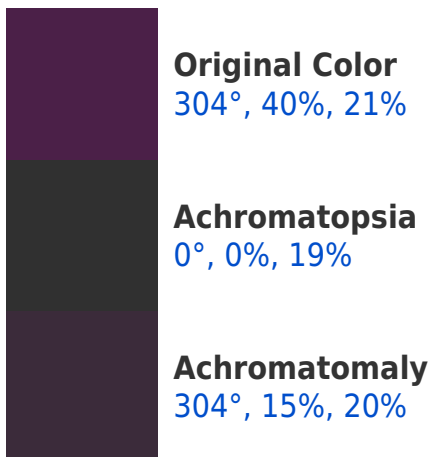 Original Color
304°, 40%, 21%
Achromatopsia
0°, 0%, 19%
Achromatomaly
304°, 15%, 20%